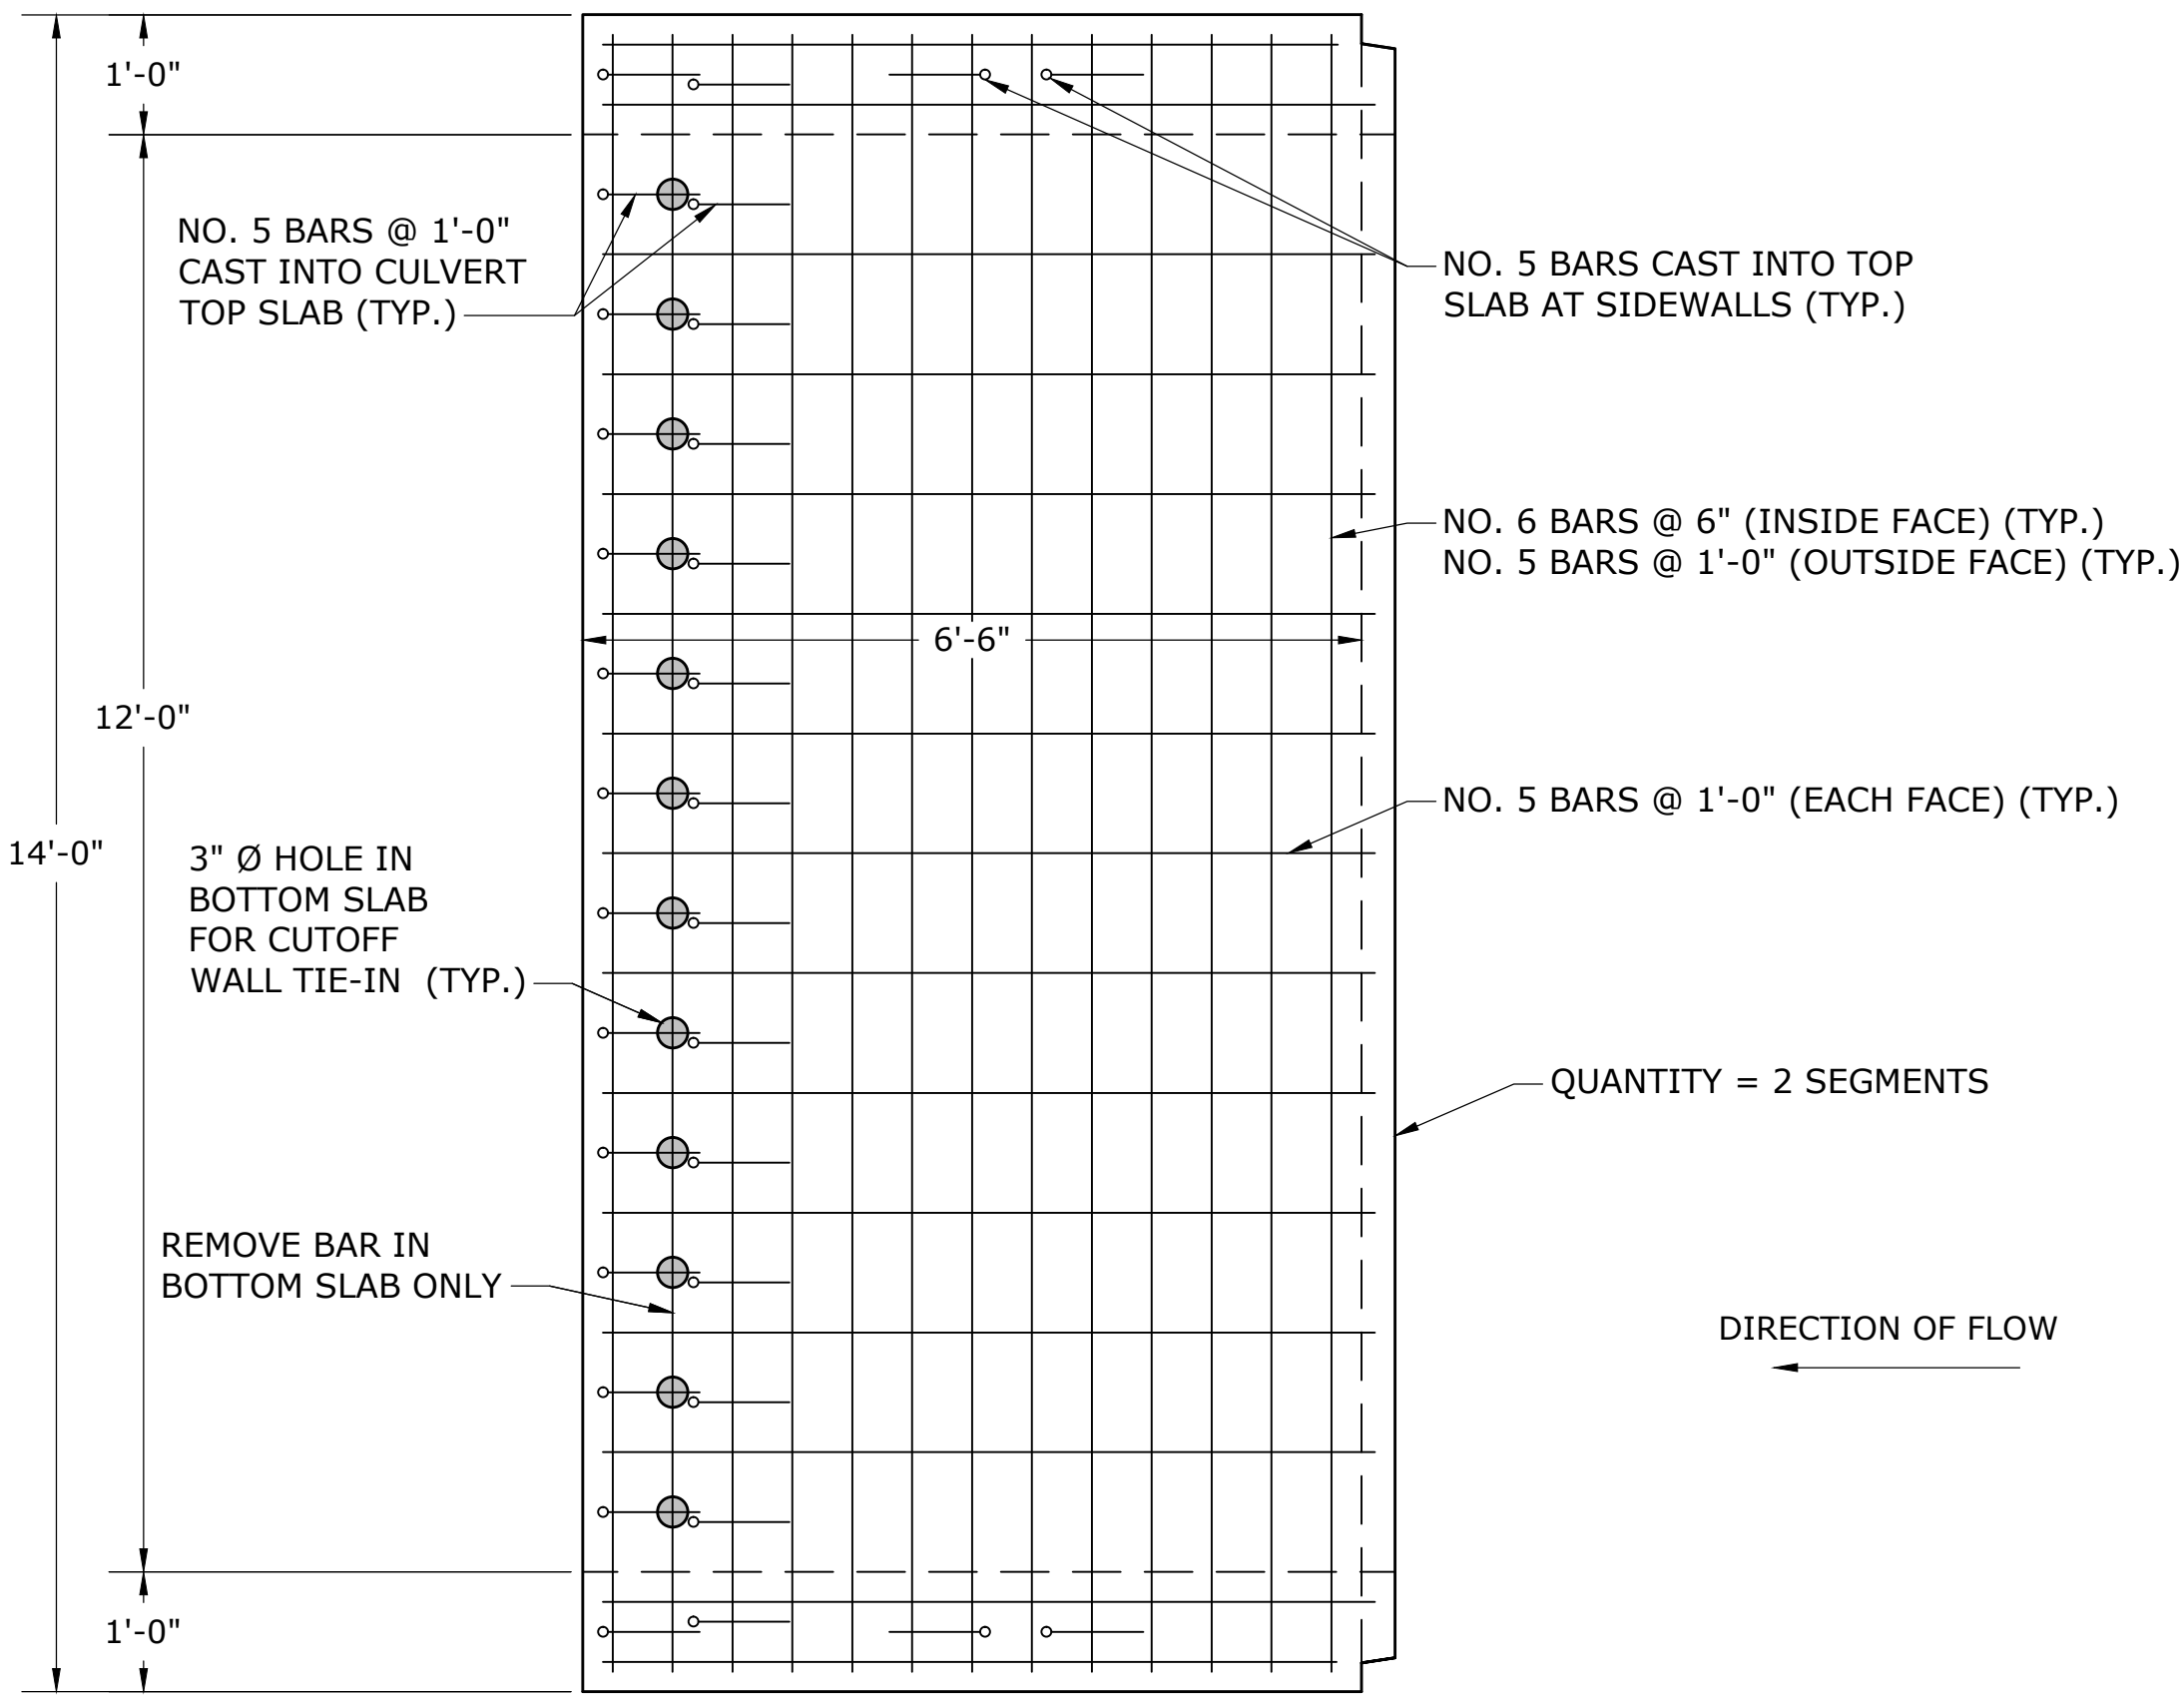 1'-0"
NO. 5 BARS @ 1'-0"
CAST INTO CULVERT
TOP SLAB (TYP.)
NO. 5 BARS CAST INTO TOP
SLAB AT SIDEWALLS (TYP.)
NO. 6 BARS @ 6" (INSIDE FACE) (TYP.)
NO. 5 BARS @ 1'-0" (OUTSIDE FACE) (TYP.)
6'-6"
12'-0"
NO. 5 BARS @ 1'-0" (EACH FACE) (TYP.)
14'-0"
3" Ø HOLE IN
BOTTOM SLAB
FOR CUTOFF
WALL TIE-IN (TYP.)
QUANTITY = 2 SEGMENTS
REMOVE BAR IN
BOTTOM SLAB ONLY
DIRECTION OF FLOW
1'-0"